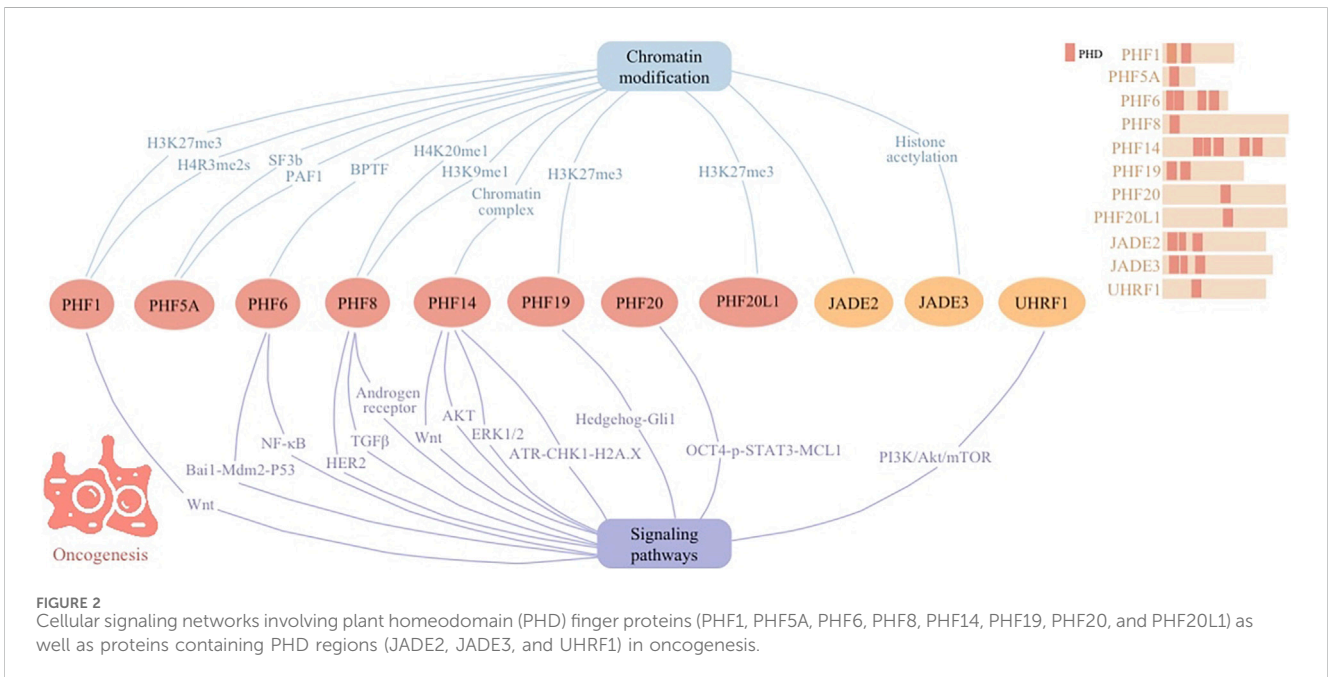 Chromatin
modification
H3K27me3
H4R3me2s
SF3b
PAF1
BPTF
H4K20me1
H3K9me1
Chromatin
complex
H3K27me3
H3K27me3
Histone
acetylation
PHF1
PHF5A
PHF6
PHF8
PHF14
PHF19
PHF20
PHF20L1
JADE2
JADE3
UHRF1
Wnt
Bai1-Mdm2-P53
NF-κB
HER2
TGFβ
Androgen
receptor
Wnt
AKT
ERK1/2
ATR-CHK1-H2A.X
Hedgehog-Gli1
OCT4-p-STAT3-MCL1
PI3K/Akt/mTOR
Signaling
pathways
Oncogenesis
PHD
PHF1
PHF5A
PHF6
PHF8
PHF14
PHF19
PHF20
PHF20L1
JADE2
JADE3
UHRF1
FIGURE 2
Cellular signaling networks involving plant homeodomain (PHD) finger proteins (PHF1, PHF5A, PHF6, PHF8, PHF14, PHF19, PHF20, and PHF20L1) as
well as proteins containing PHD regions (JADE2, JADE3, and UHRF1) in oncogenesis.